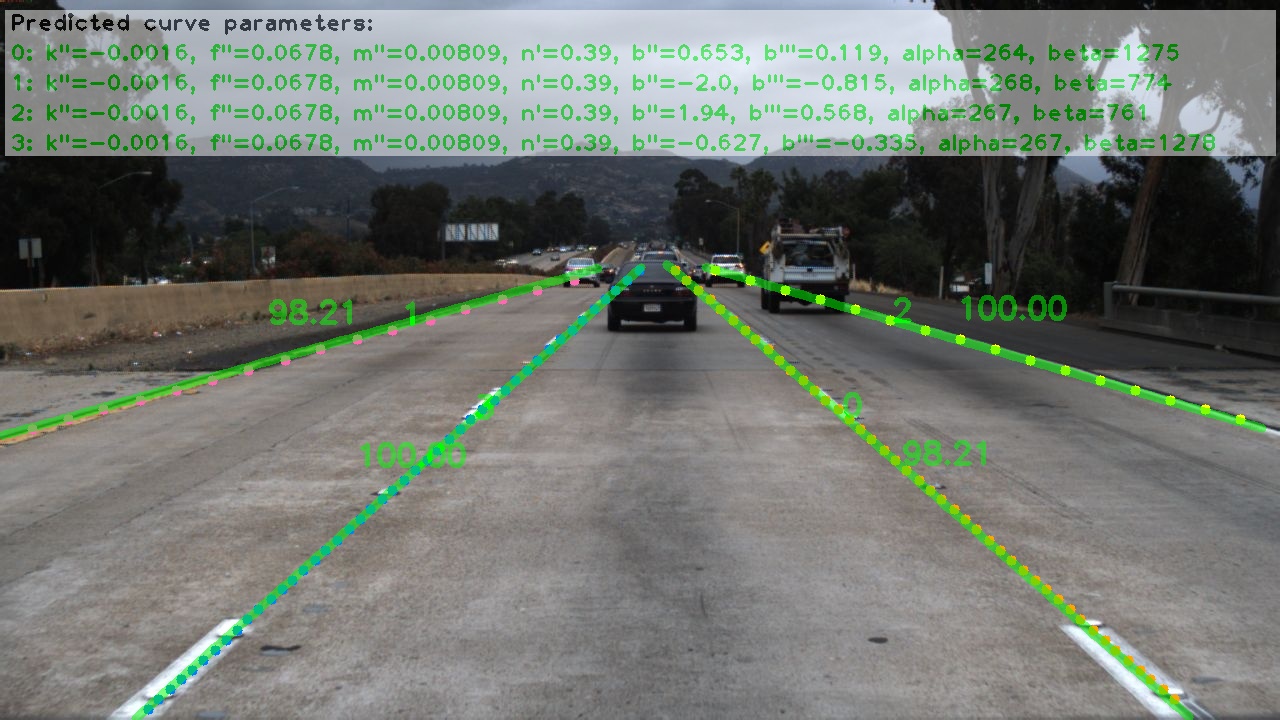 Predicted curve parameters:
0: k''=-0.0016, f''=0.0678, m''=0.00809, n'=0.39, b''=0.653, b'''=0.119, alpha=264, beta=1275
1: k''=-0.0016, f''=0.0678, m''=0.00809, n'=0.39, b''=-2.0, b'''=-0.815, alpha=268, beta=774
2: k''=-0.0016, f''=0.0678, m''=0.00809, n'=0.39, b''=1.94, b'''=0.568, alpha=267, beta=761
3: k''=-0.0016, f''=0.0678, m''=0.00809, n'=0.39, b''=-0.627, b'''=-0.335, alpha=267, beta=1278
98.21 1 2 100.00
0
100.00 98.21